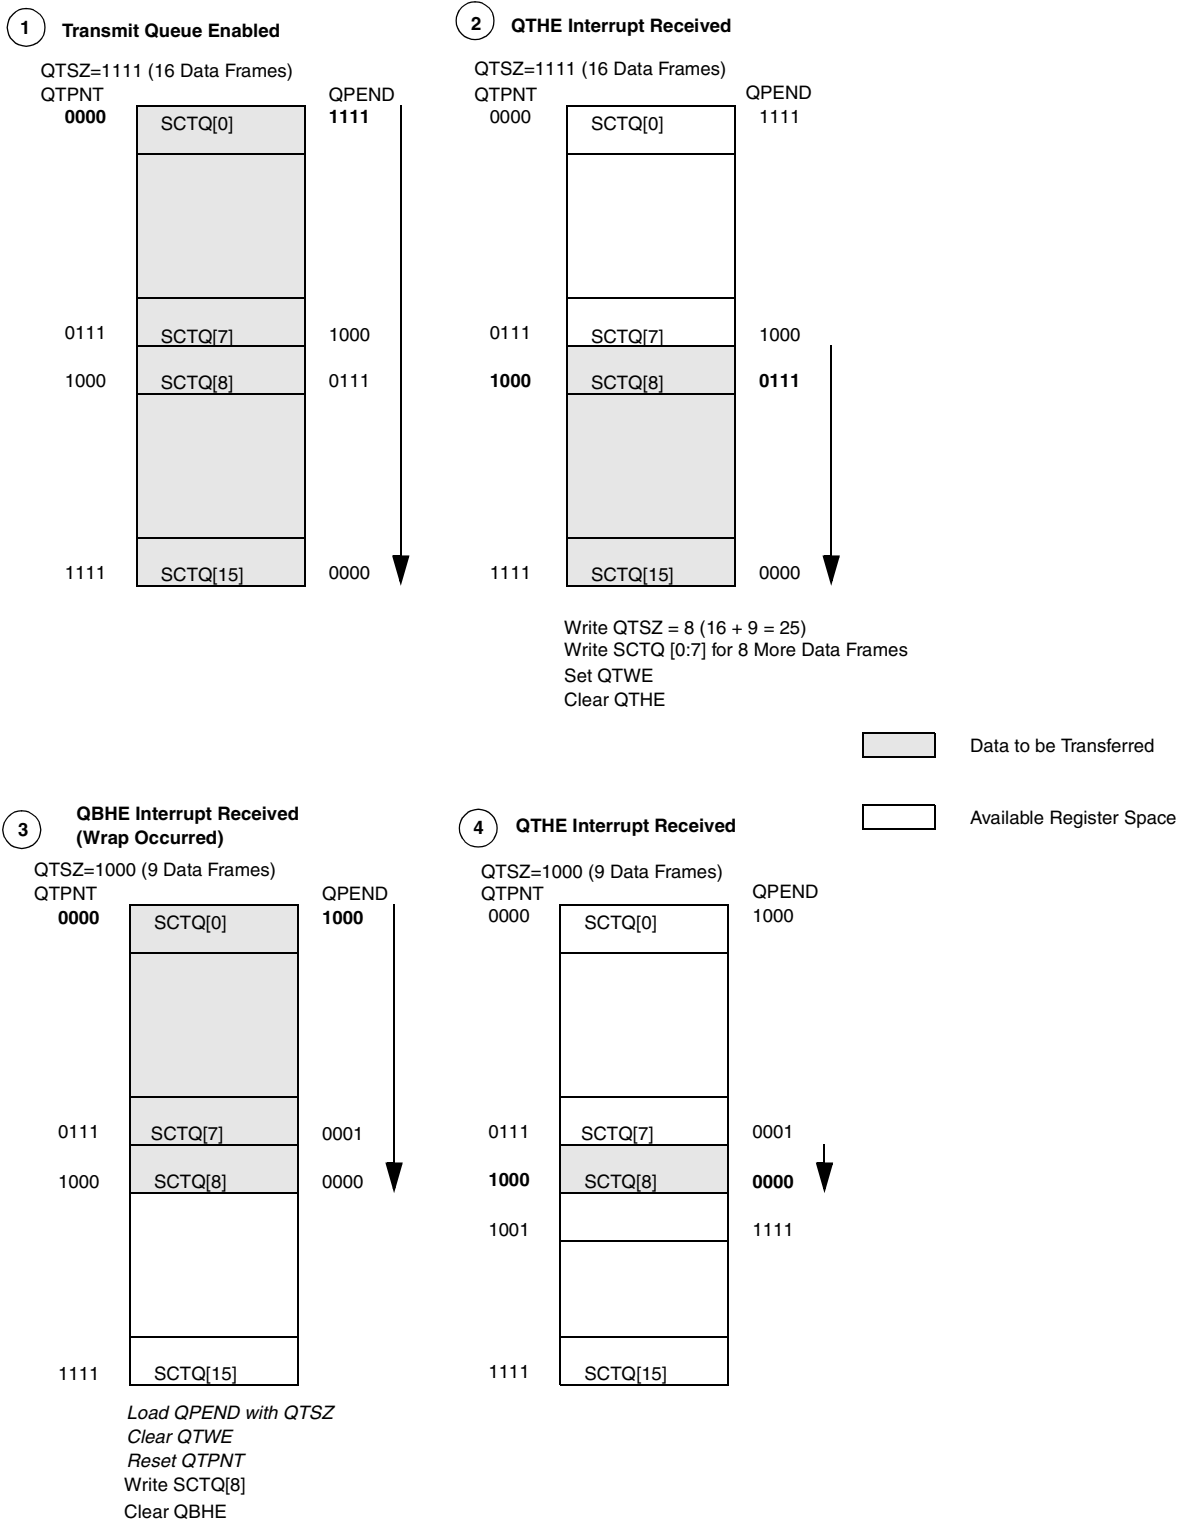 1 Transmit Queue Enabled
QTSZ=1111 (16 Data Frames)
QTPNT QPEND
0000 SCTQ[0] 1111
0111 SCTQ[7] 1000
1000 SCTQ[8] 0111
1111 SCTQ[15] 0000
2 QTHE Interrupt Received
QTSZ=1111 (16 Data Frames)
QTPNT QPEND
0000 SCTQ[0] 1111
0111 SCTQ[7] 1000
1000 SCTQ[8] 0111
1111 SCTQ[15] 0000
Write QTSZ = 8 (16 + 9 = 25)
Write SCTQ [0:7] for 8 More Data Frames
Set QTWE
Clear QTHE
Data to be Transferred
Available Register Space
3 QBHE Interrupt Received
(Wrap Occurred)
QTSZ=1000 (9 Data Frames)
QTPNT QPEND
0000 SCTQ[0] 1000
0111 SCTQ[7] 0001
1000 SCTQ[8] 0000
1111 SCTQ[15]
Load QPEND with QTSZ
Clear QTWE
Reset QTPNT
Write SCTQ[8]
Clear QBHE
4 QTHE Interrupt Received
QTSZ=1000 (9 Data Frames)
QTPNT QPEND
0000 SCTQ[0] 1000
0111 SCTQ[7] 0001
1000 SCTQ[8] 0000
1001 1111
1111 SCTQ[15]